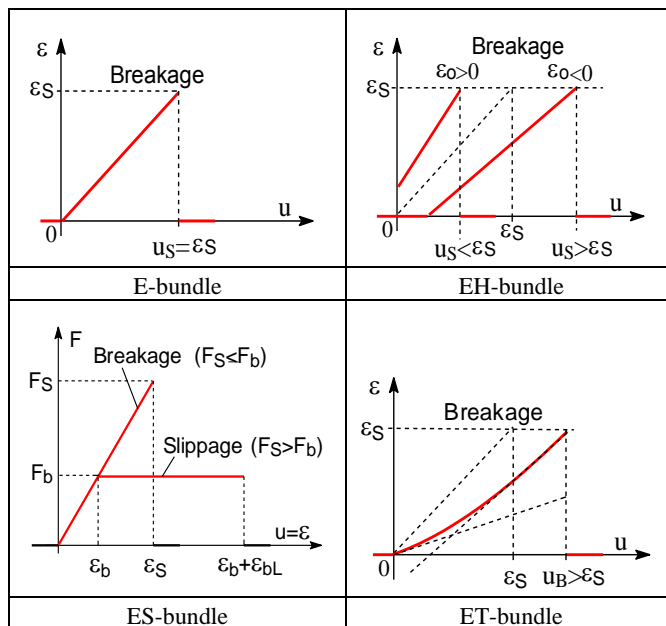 ε
Breakage
εS
0
u
uS=εS
E-bundle
ε
Breakage
εo>0
εo<0
εS
0
εS
u
uS<εS
uS>εS
EH-bundle
F
Breakage (FS≤Fb)
FS
Slippage (FS>Fb)
Fb
u=ε
εb
εS
εb+εbL
ES-bundle
ε
Breakage
εS
0
u
εS
uB>εS
ET-bundle